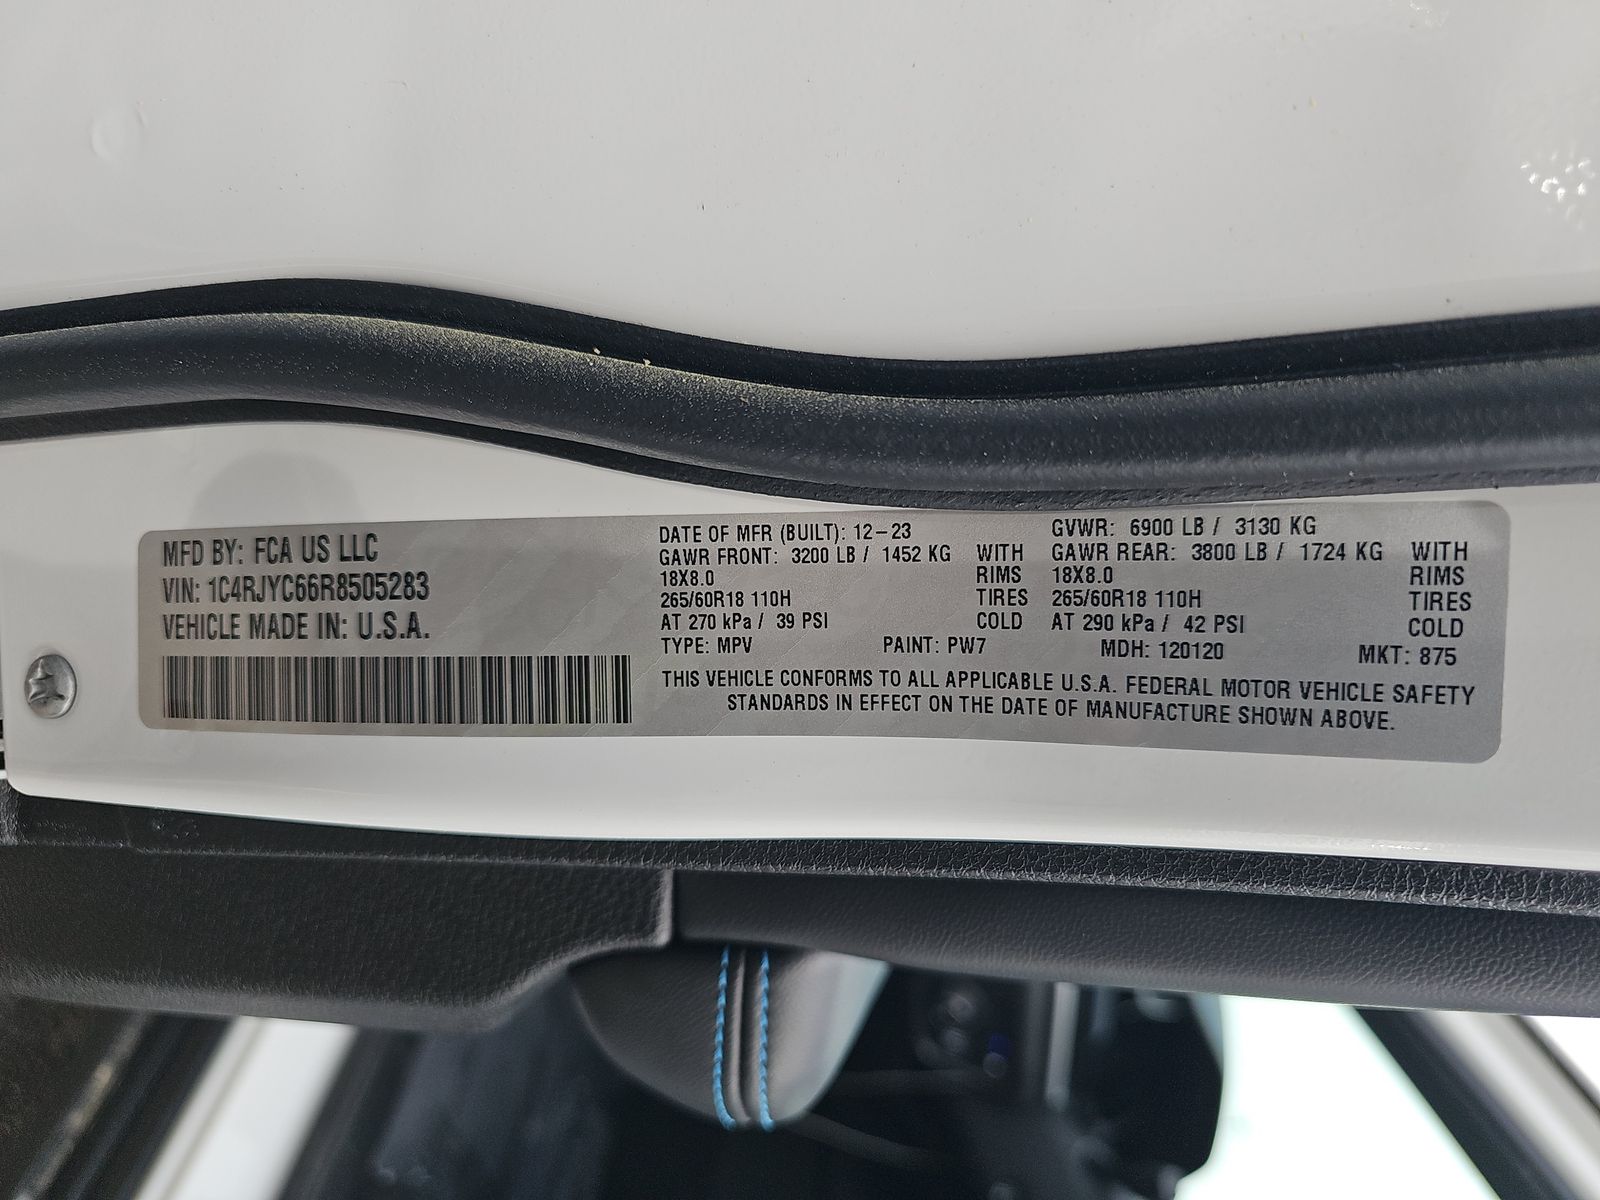 MFD BY: FCA US LLC
VIN: 1C4RJYC66R8505283
VEHICLE MADE IN: U.S.A.
DATE OF MFR (BUILT): 12-23
GAWR FRONT: 3200 LB / 1452 KG WITH
18X8.0 RIMS
265/60R18 110H TIRES
AT 270 kPa / 39 PSI COLD
GVWR: 6900 LB / 3130 KG
GAWR REAR: 3800 LB / 1724 KG WITH
18X8.0 RIMS
265/60R18 110H TIRES
AT 290 kPa / 42 PSI COLD
TYPE: MPV PAINT: PW7 MDH: 120120 MKT: 875
THIS VEHICLE CONFORMS TO ALL APPLICABLE U.S.A. FEDERAL MOTOR VEHICLE SAFETY
STANDARDS IN EFFECT ON THE DATE OF MANUFACTURE SHOWN ABOVE.